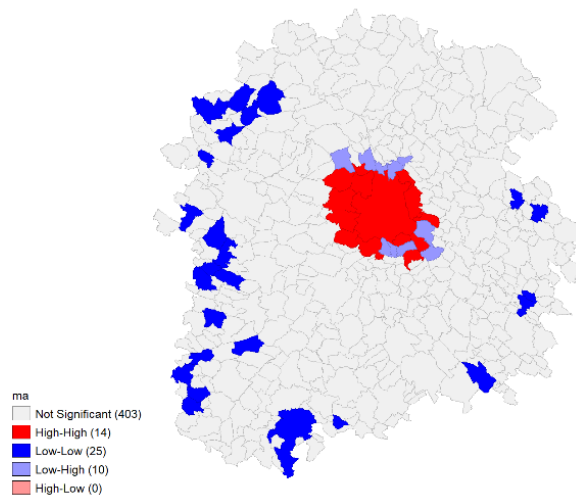 ma
Not Significant (403)
High-High (14)
Low-Low (25)
Low-High (10)
High-Low (0)